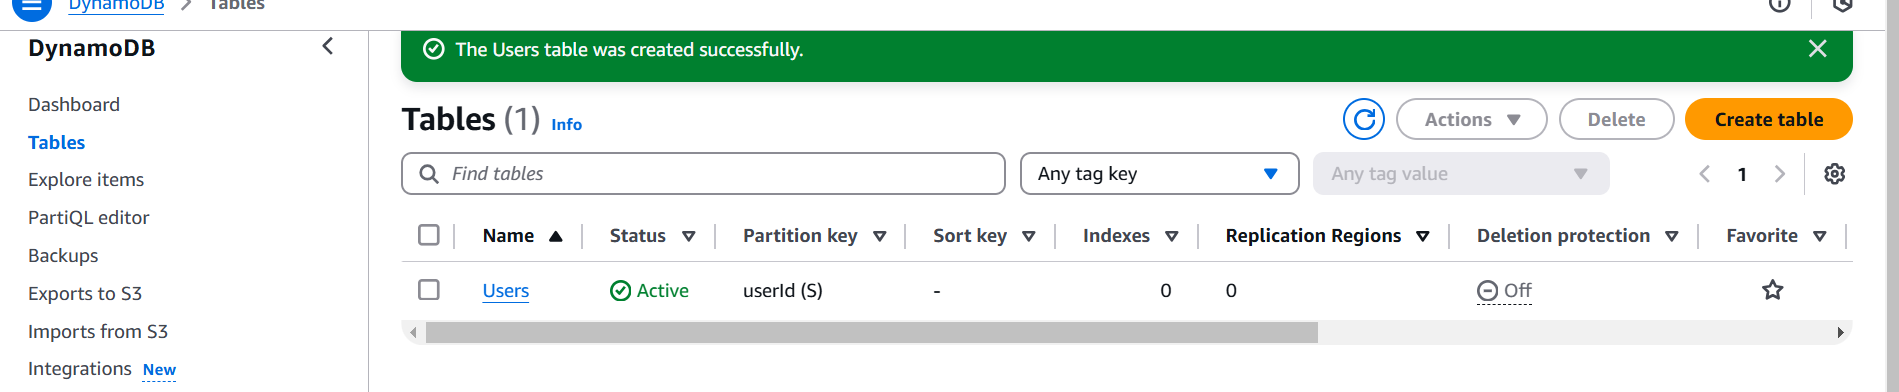 DynamoDB > Tables
DynamoDB
Dashboard
Tables
Explore items
PartiQL editor
Backups
Exports to S3
Imports from S3
Integrations New
The Users table was created successfully.
Tables (1) Info
Actions Delete Create table
Find tables Any tag key Any tag value 1
Name Status Partition key Sort key Indexes Replication Regions Deletion protection Favorite
Users Active userId (S) - 0 0 Off